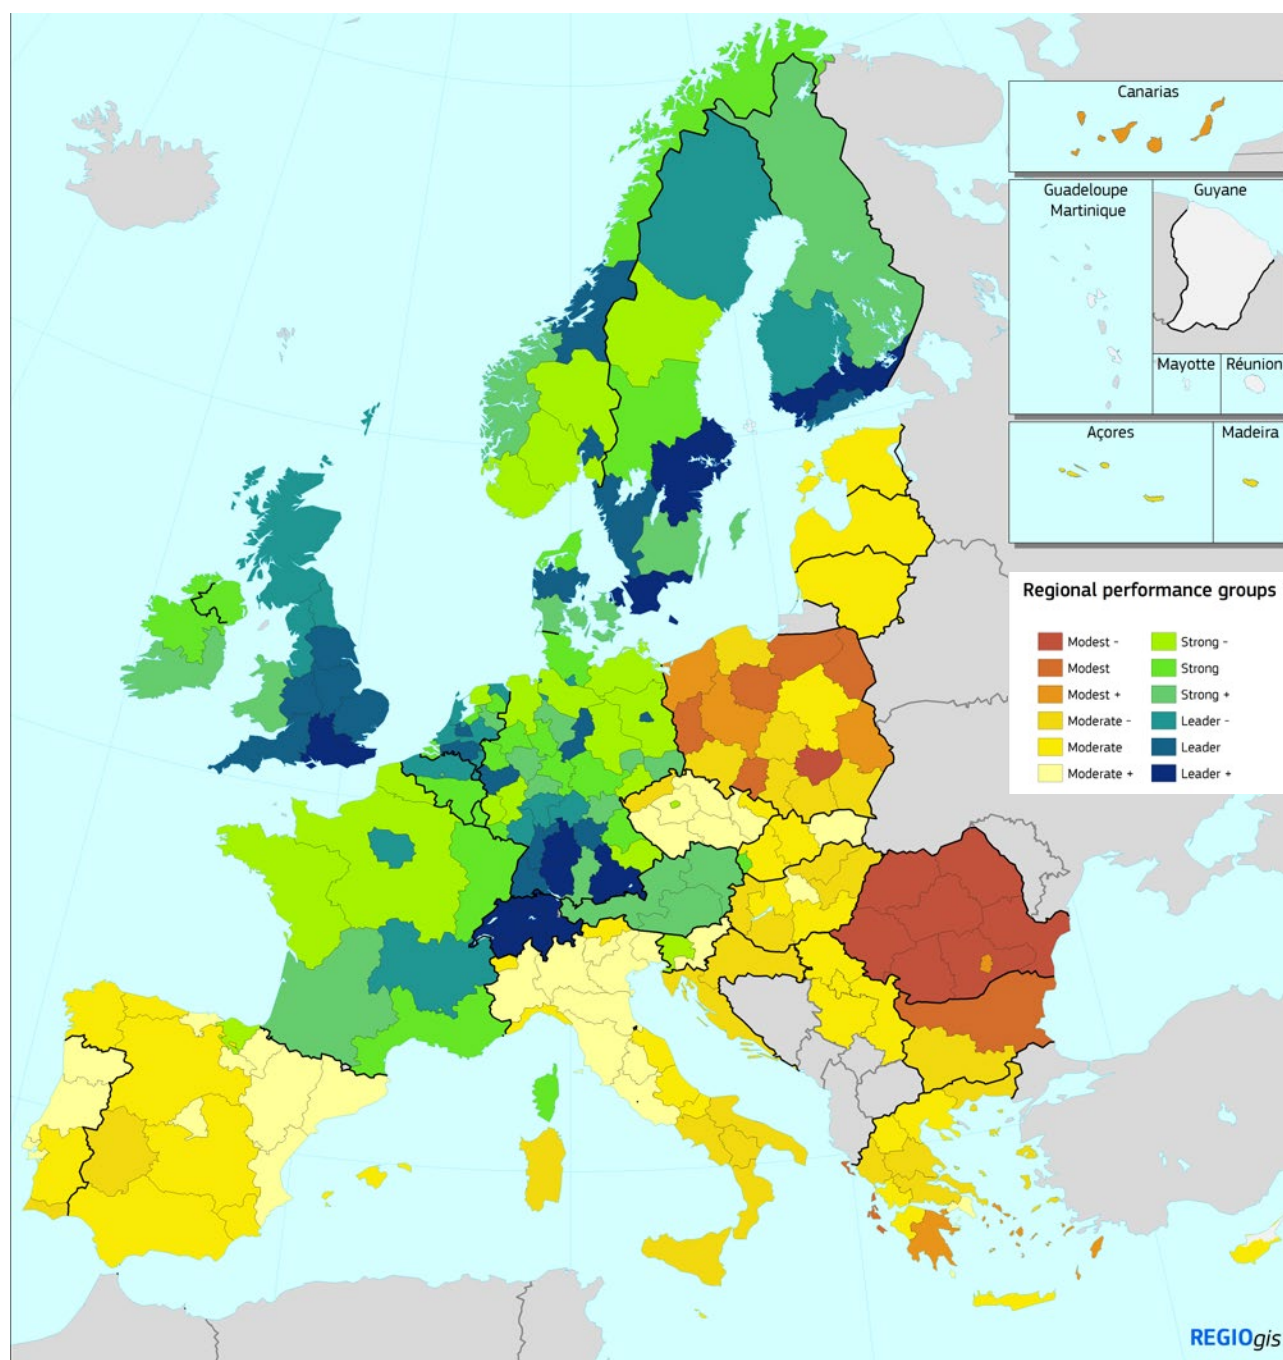 Canarias
Guadeloupe
Martinique
Guyane
Mayotte
Réunion
Açores
Madeira
Regional performance groups
Modest -
Modest
Modest +
Moderate -
Moderate
Moderate +
Strong -
Strong
Strong +
Leader -
Leader
Leader +
REGIOgis